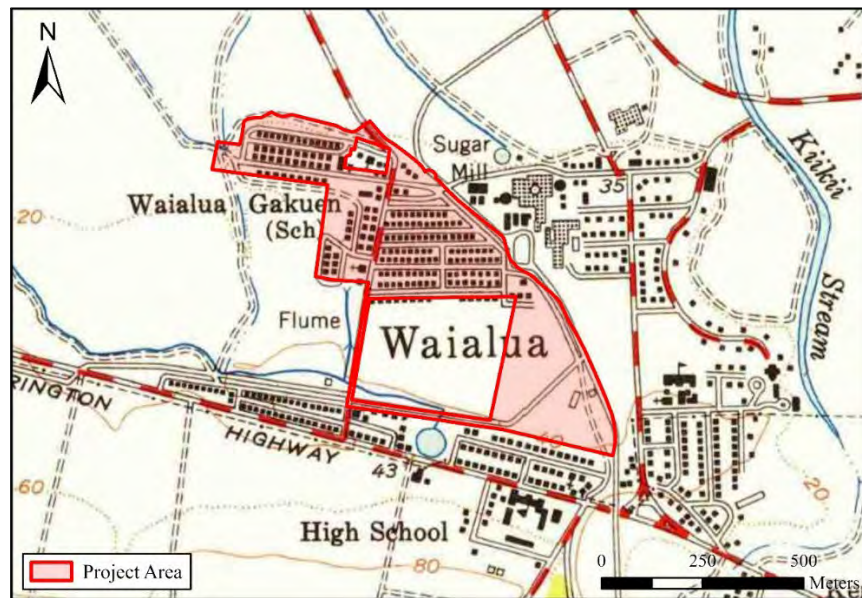 N
Sugar
Mill
35
Kiikii
20
Waialua Gakuen
(Sch)
Stream
Flume
Waialua
RINGTON
HIGHWAY
60
43
20
60
High School
80
Project Area
0 250 500
Meters